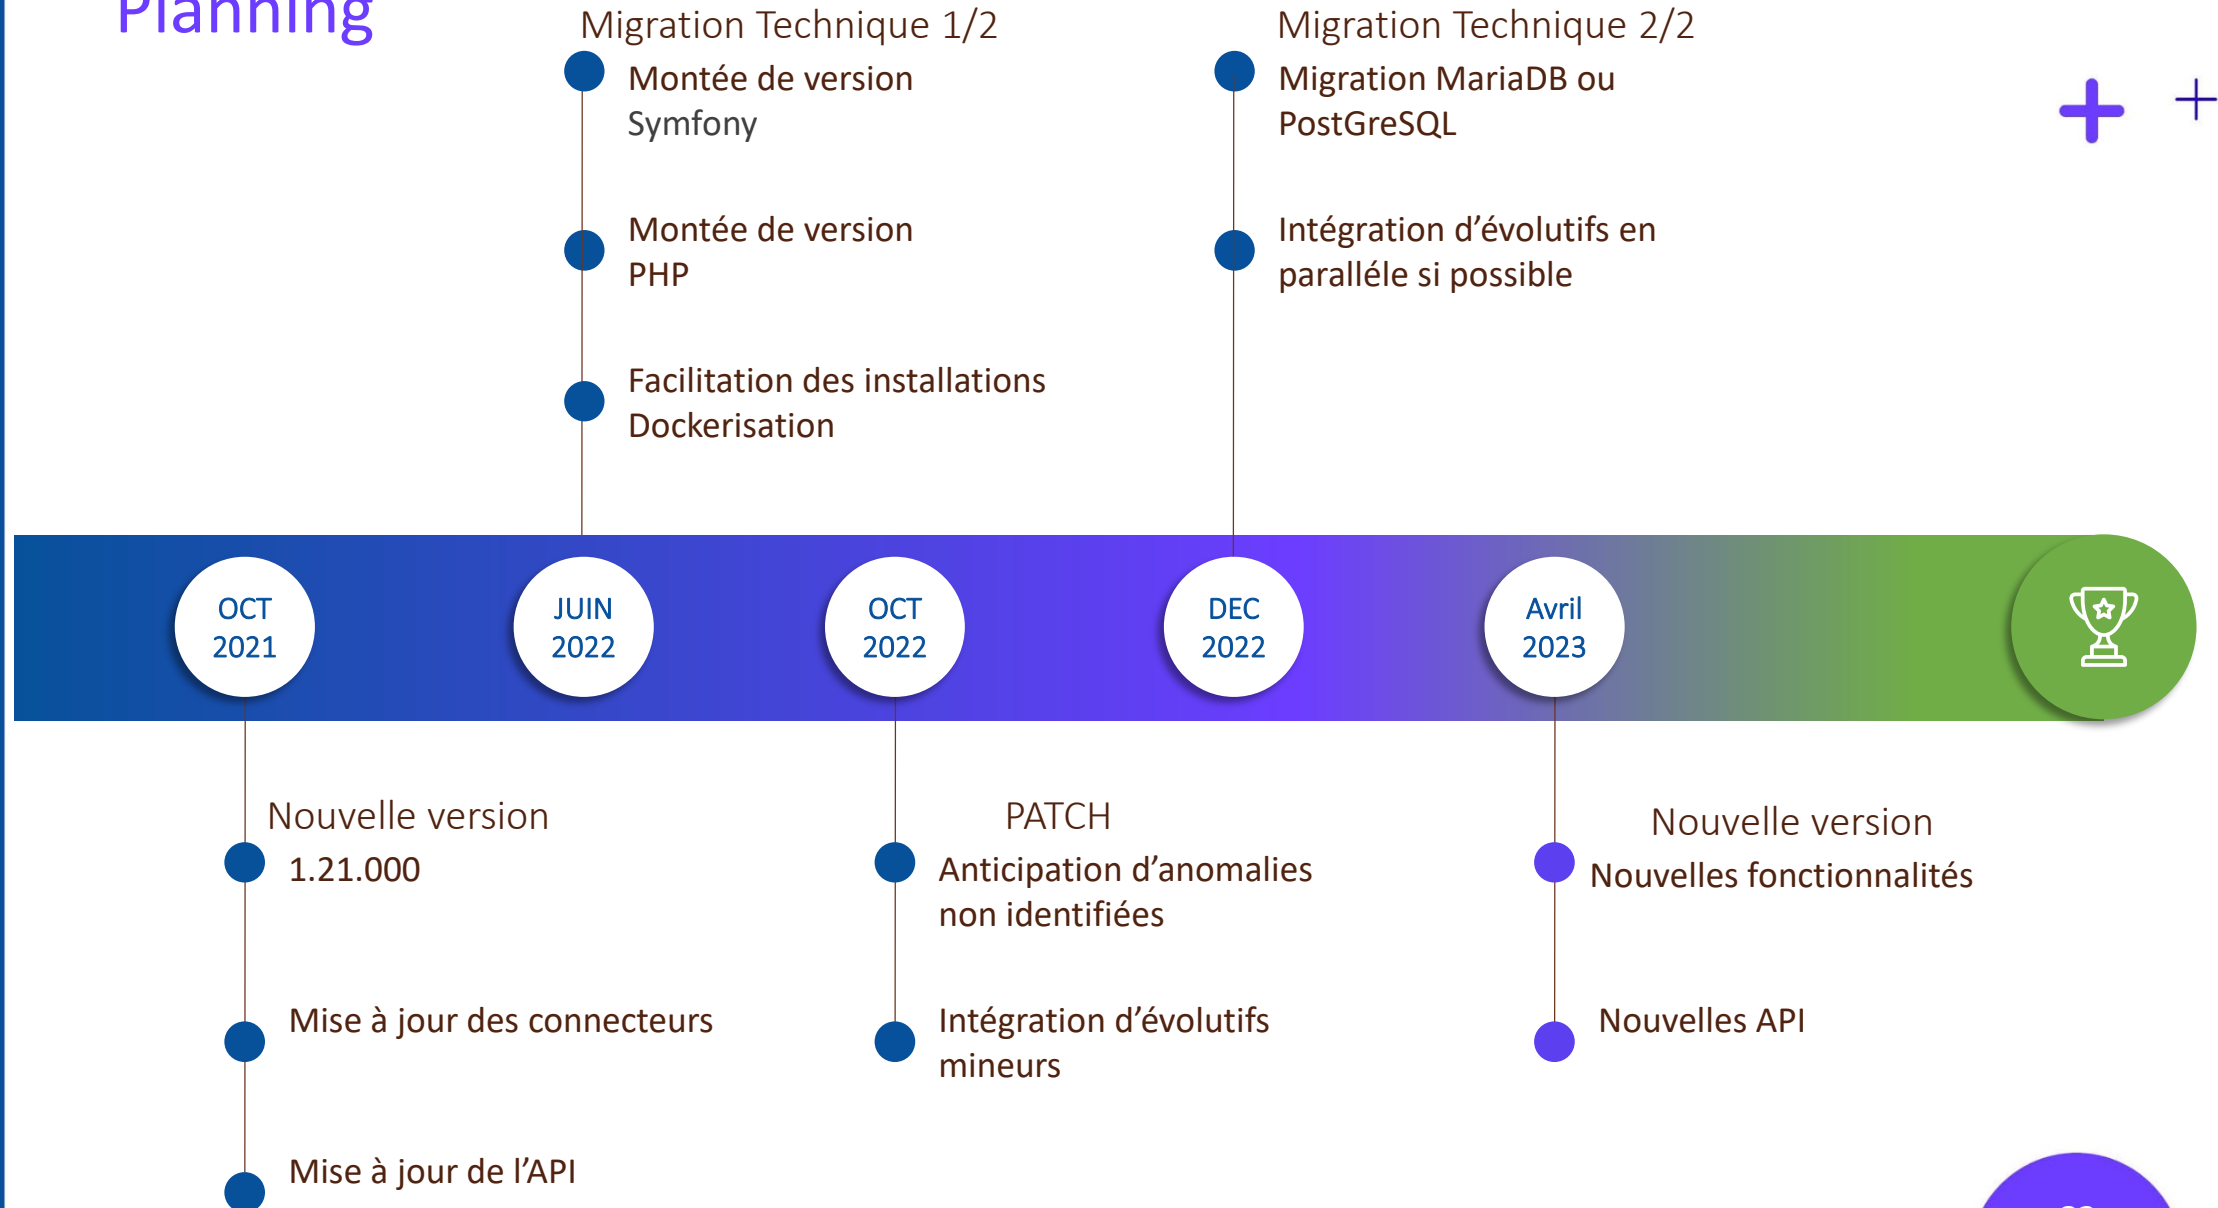 Planning
Migration Technique 1/2
Montée de version
Symfony
Montée de version
PHP
Facilitation des installations
Dockerisation
Migration Technique 2/2
Migration MariaDB ou
PostGreSQL
Intégration d’évolutifs en
paralléle si possible
OCT
2021
JUIN
2022
OCT
2022
DEC
2022
Avril
2023
Nouvelle version
1.21.000
Mise à jour des connecteurs
Mise à jour de l’API
PATCH
Anticipation d’anomalies
non identifiées
Intégration d’évolutifs
mineurs
Nouvelle version
Nouvelles fonctionnalités
Nouvelles API